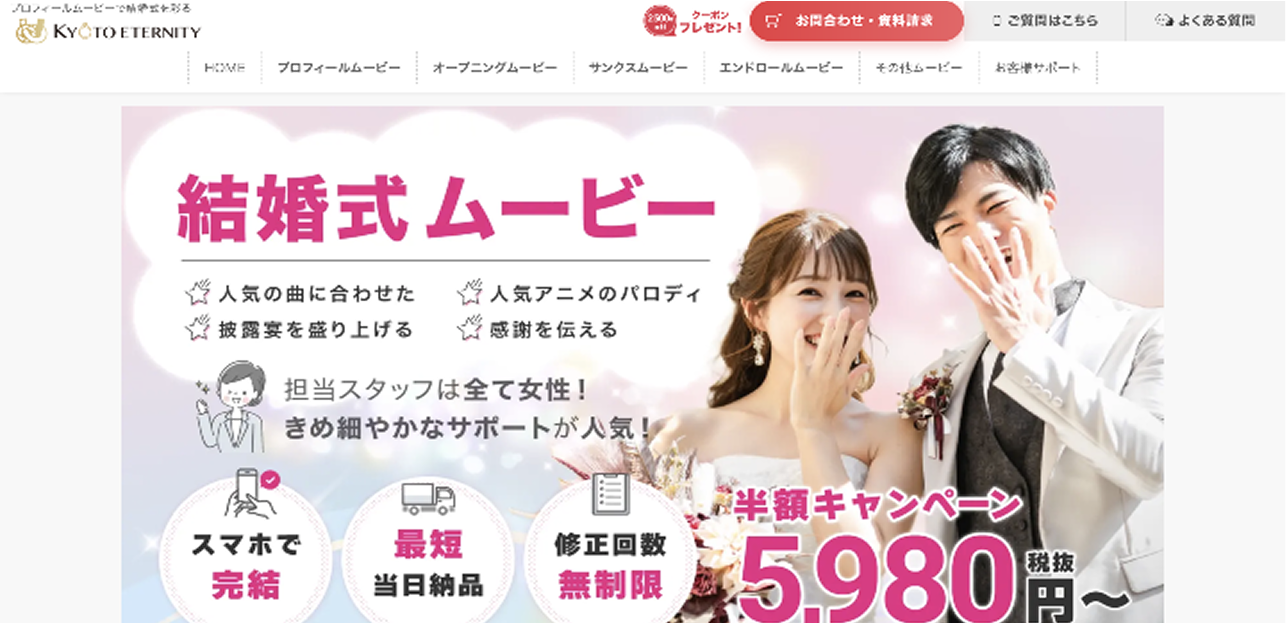 プロフィールムービーで結婚式を彩る
KYOTO ETERNITY
2500円 off
クーポン
プレゼント!
お問合わせ・資料請求
ご質問はこちら
よくある質問
HOME
プロフィールムービー
オープニングムービー
サンクスムービー
エンドロールムービー
その他ムービー
お客様サポート
結婚式ムービー
人気の曲に合わせた
人気アニメのパロディ
披露宴を盛り上げる
感謝を伝える
担当スタッフは全て女性!
きめ細やかなサポートが人気!
スマホで
完結
最短
当日納品
修正回数
無制限
半額キャンペーン
5,980
税抜
円〜